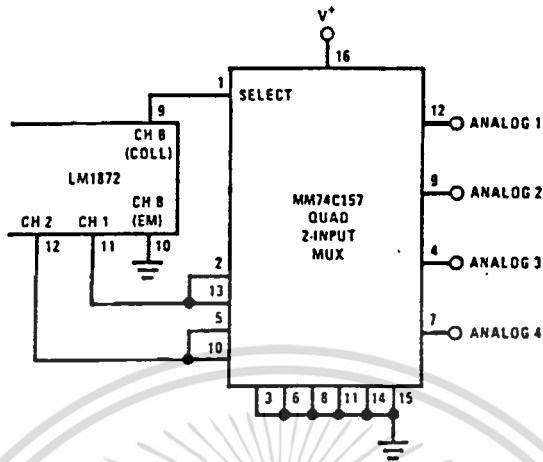 V+
16
1
SELECT
9
CH B
(COLL)
LM1872
CH B
(EM)
CH 2
CH 1
12
11
10
2
13
5
10
MM74C157
QUAD
2-INPUT
MUX
12
ANALOG 1
9
ANALOG 2
4
ANALOG 3
7
ANALOG 4
3
6
8
11
14
15